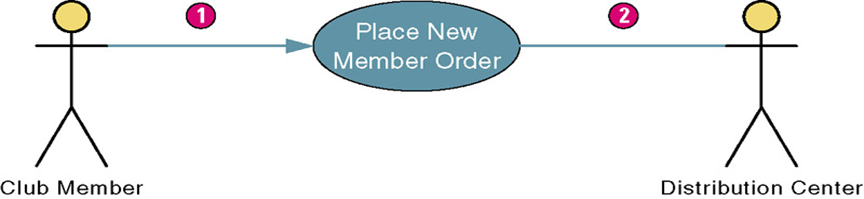 1
2
Place New
Member Order
Club Member
Distribution Center